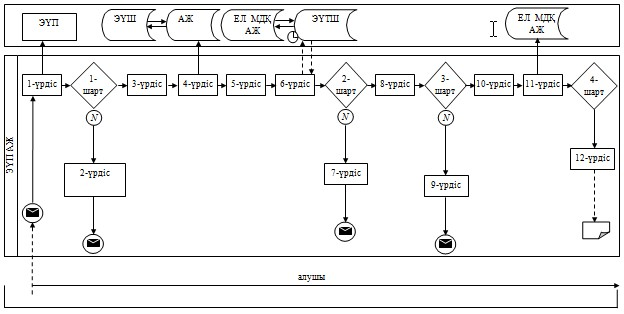 ЭҮП
ЭҮШ
АЖ
ЕЛ МДҚ
АЖ
ЭҮТШ
ЕЛ МДҚ
АЖ
ЭҮП АЖ
1-үрдіс
1-
шарт
3-үрдіс
4-үрдіс
5-үрдіс
6-үрдіс
2-
шарт
8-үрдіс
3-
шарт
10-үрдіс
11-үрдіс
4-
шарт
N
N
N
2-үрдіс
7-үрдіс
9-үрдіс
12-үрдіс
алушы